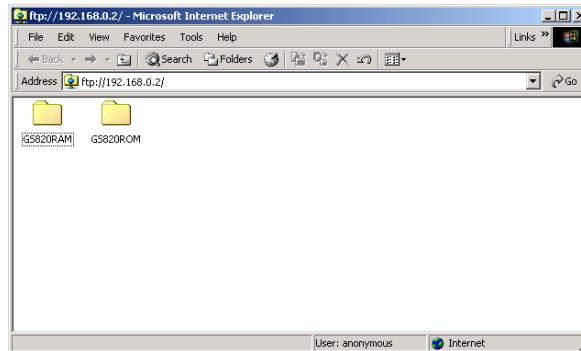 ftp://192.168.0.2/ - Microsoft Internet Explorer
File Edit View Favorites Tools Help Links »
Back Search Folders
Address ftp://192.168.0.2/ Go
GS820RAM GS820ROM
User: anonymous Internet